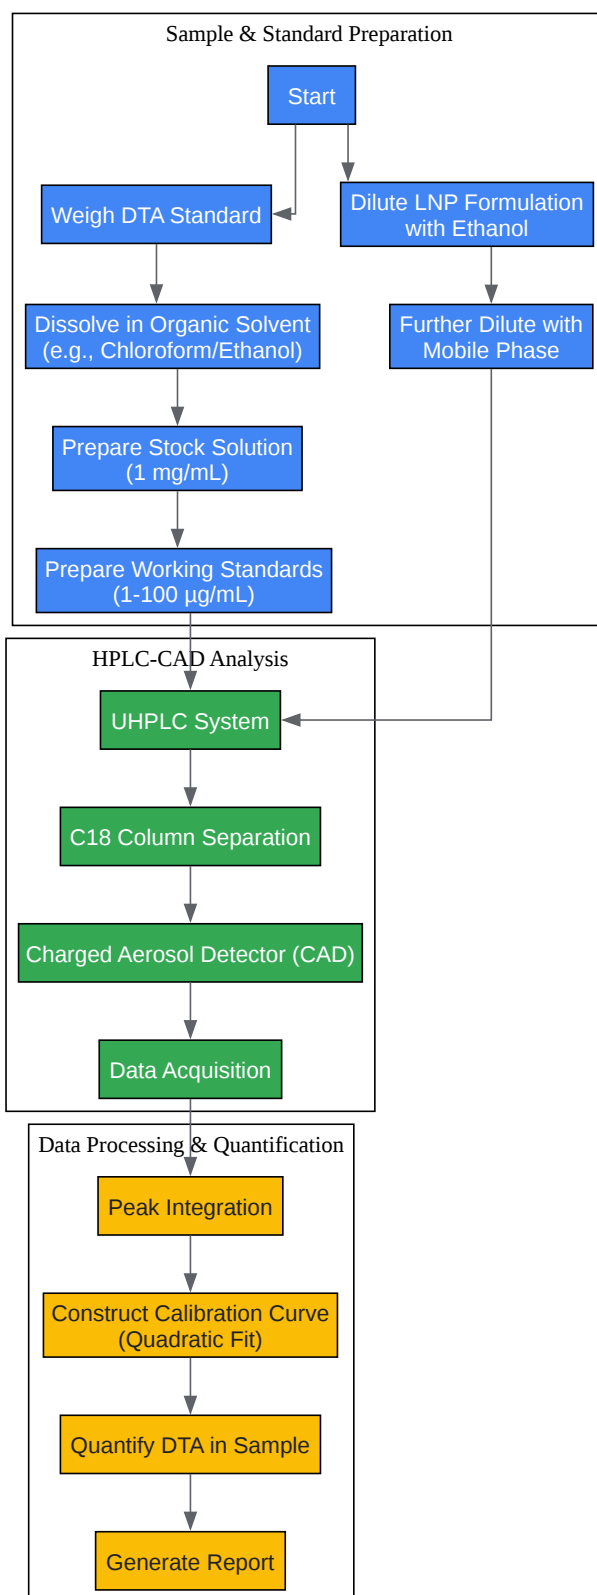 Sample & Standard Preparation
Start
Weigh DTA Standard
Dilute LNP Formulation
with Ethanol
Dissolve in Organic Solvent
(e.g., Chloroform/Ethanol)
Further Dilute with
Mobile Phase
Prepare Stock Solution
(1 mg/mL)
Prepare Working Standards
(1-100 µg/mL)
HPLC-CAD Analysis
UHPLC System
C18 Column Separation
Charged Aerosol Detector (CAD)
Data Acquisition
Data Processing & Quantification
Peak Integration
Construct Calibration Curve
(Quadratic Fit)
Quantify DTA in Sample
Generate Report